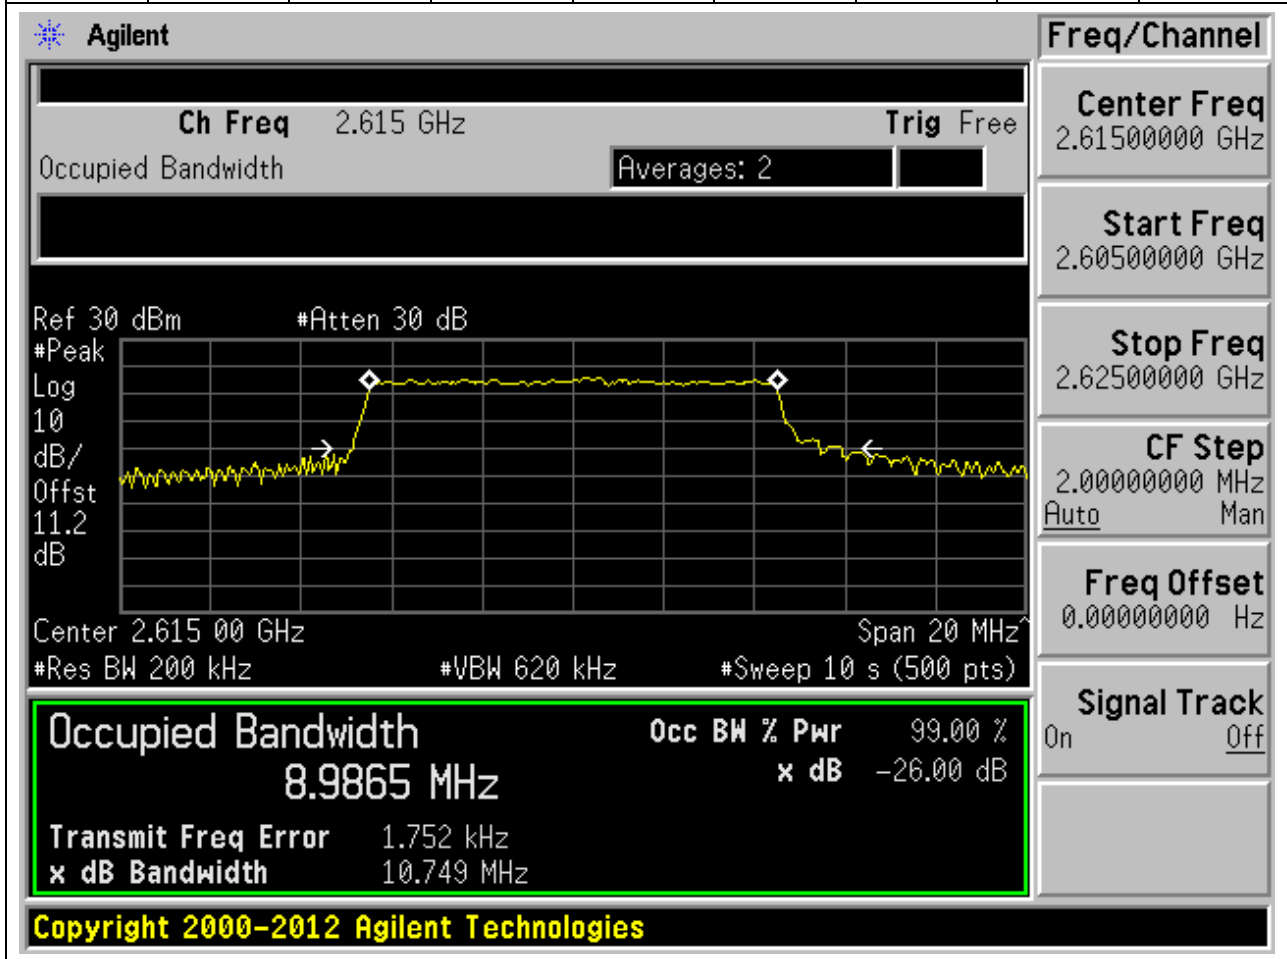 Agilent
Freq/Channel
Ch Freq 2.615 GHz Trig Free
Occupied Bandwidth Averages: 2
Center Freq
2.61500000 GHz
Start Freq
2.60500000 GHz
Stop Freq
2.62500000 GHz
CF Step
2.00000000 MHz
Auto Man
Freq Offset
0.00000000 Hz
Signal Track
On Off
Ref 30 dBm #Atten 30 dB
#Peak
Log
10
dB/
Offst
11.2
dB
Center 2.615 00 GHz Span 20 MHz^
#Res BW 200 kHz #VBW 620 kHz #Sweep 10 s (500 pts)
Occupied Bandwidth Occ BW % Pwr 99.00 %
8.9865 MHz x dB -26.00 dB
Transmit Freq Error 1.752 kHz
x dB Bandwidth 10.749 MHz
Copyright 2000-2012 Agilent Technologies